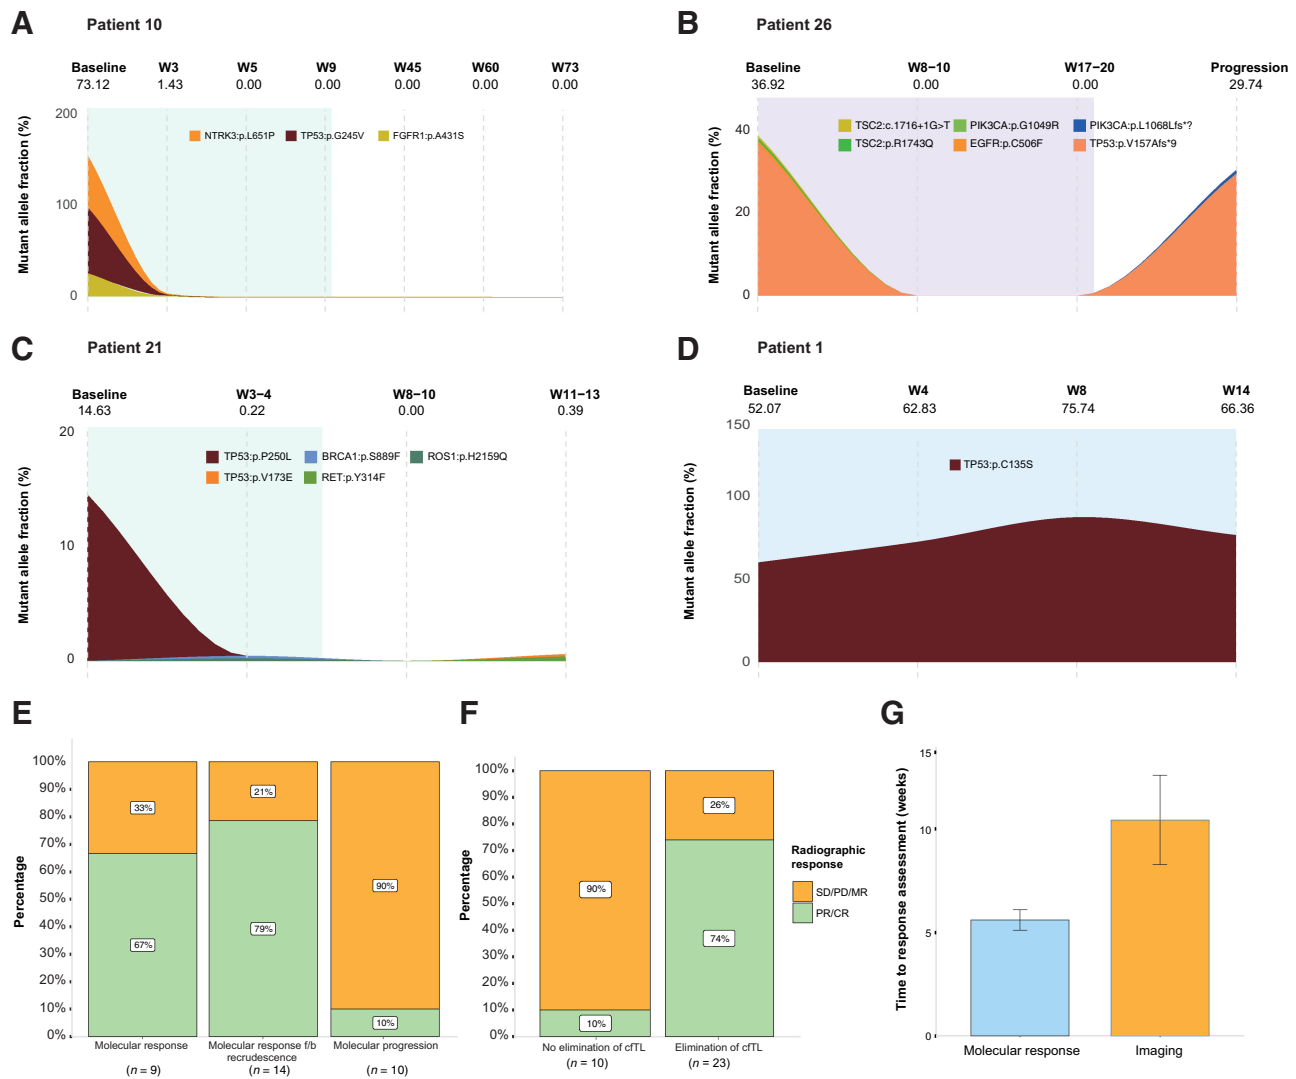 A
Patient 10
Baseline W3 W5 W9 W45 W60 W73
73.12 1.43 0.00 0.00 0.00 0.00 0.00
Mutant allele fraction (%)
200
100
0
NTRK3:p.L651P TP53:p.G245V FGFR1:p.A431S
B
Patient 26
Baseline W8–10 W17–20 Progression
36.92 0.00 0.00 29.74
Mutant allele fraction (%)
40
20
0
TSC2:c.1716+1G>T PIK3CA:p.G1049R PIK3CA:p.L1068Lfs*?
TSC2:p.R1743Q EGFR:p.C506F TP53:p.V157Afs*9
C
Patient 21
Baseline W3–4 W8–10 W11–13
14.63 0.22 0.00 0.39
Mutant allele fraction (%)
20
10
0
TP53:p.P250L BRCA1:p.S889F ROS1:p.H2159Q
TP53:p.V173E RET:p.Y314F
D
Patient 1
Baseline W4 W8 W14
52.07 62.83 75.74 66.36
Mutant allele fraction (%)
150
100
50
0
TP53:p.C135S
E
Percentage
100%
90%
80%
70%
60%
50%
40%
30%
20%
10%
0%
33%
67%
21%
79%
90%
10%
Molecular response
(n = 9)
Molecular response f/b
recrudescence
(n = 14)
Molecular progression
(n = 10)
F
Percentage
100%
90%
80%
70%
60%
50%
40%
30%
20%
10%
0%
90%
10%
26%
74%
No elimination of cfTL
(n = 10)
Elimination of cfTL
(n = 23)
Radiographic
response
SD/PD/MR
PR/CR
G
Time to response assessment (weeks)
15
10
5
0
Molecular response
Imaging